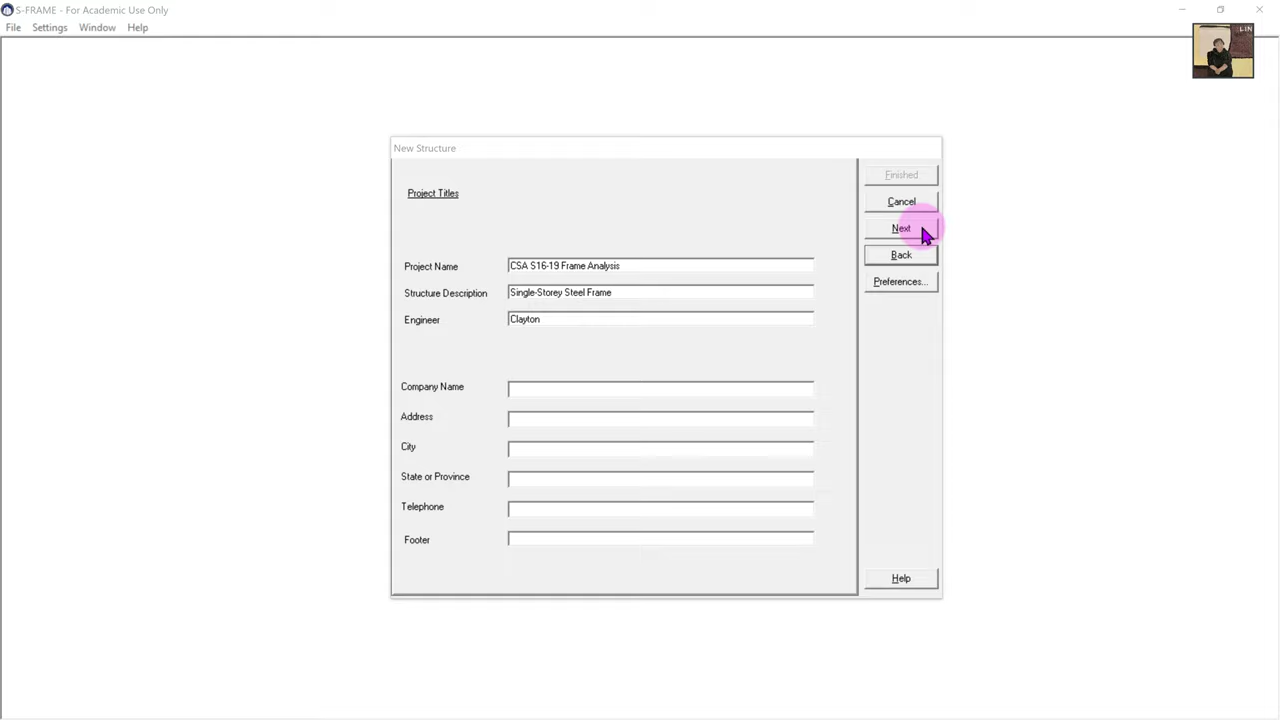 S-FRAME - For Academic Use Only
File Settings Window Help
LIN
New Structure
Project Titles
Finished
Cancel
Next
Back
Preferences...
Project Name CSA S16-19 Frame Analysis
Structure Description Single-Storey Steel Frame
Engineer Clayton
Company Name
Address
City
State or Province
Telephone
Footer
Help